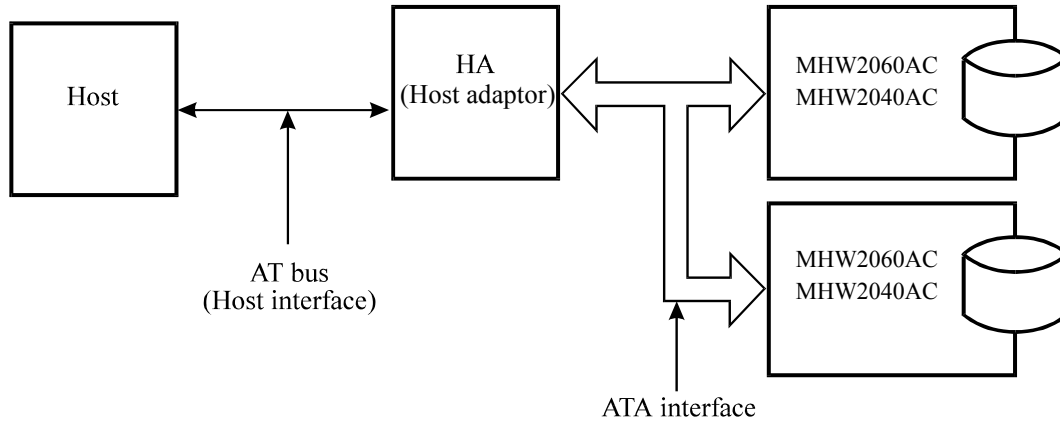 Host
HA
(Host adaptor)
MHW2060AC
MHW2040AC
AT bus
(Host interface)
MHW2060AC
MHW2040AC
ATA interface